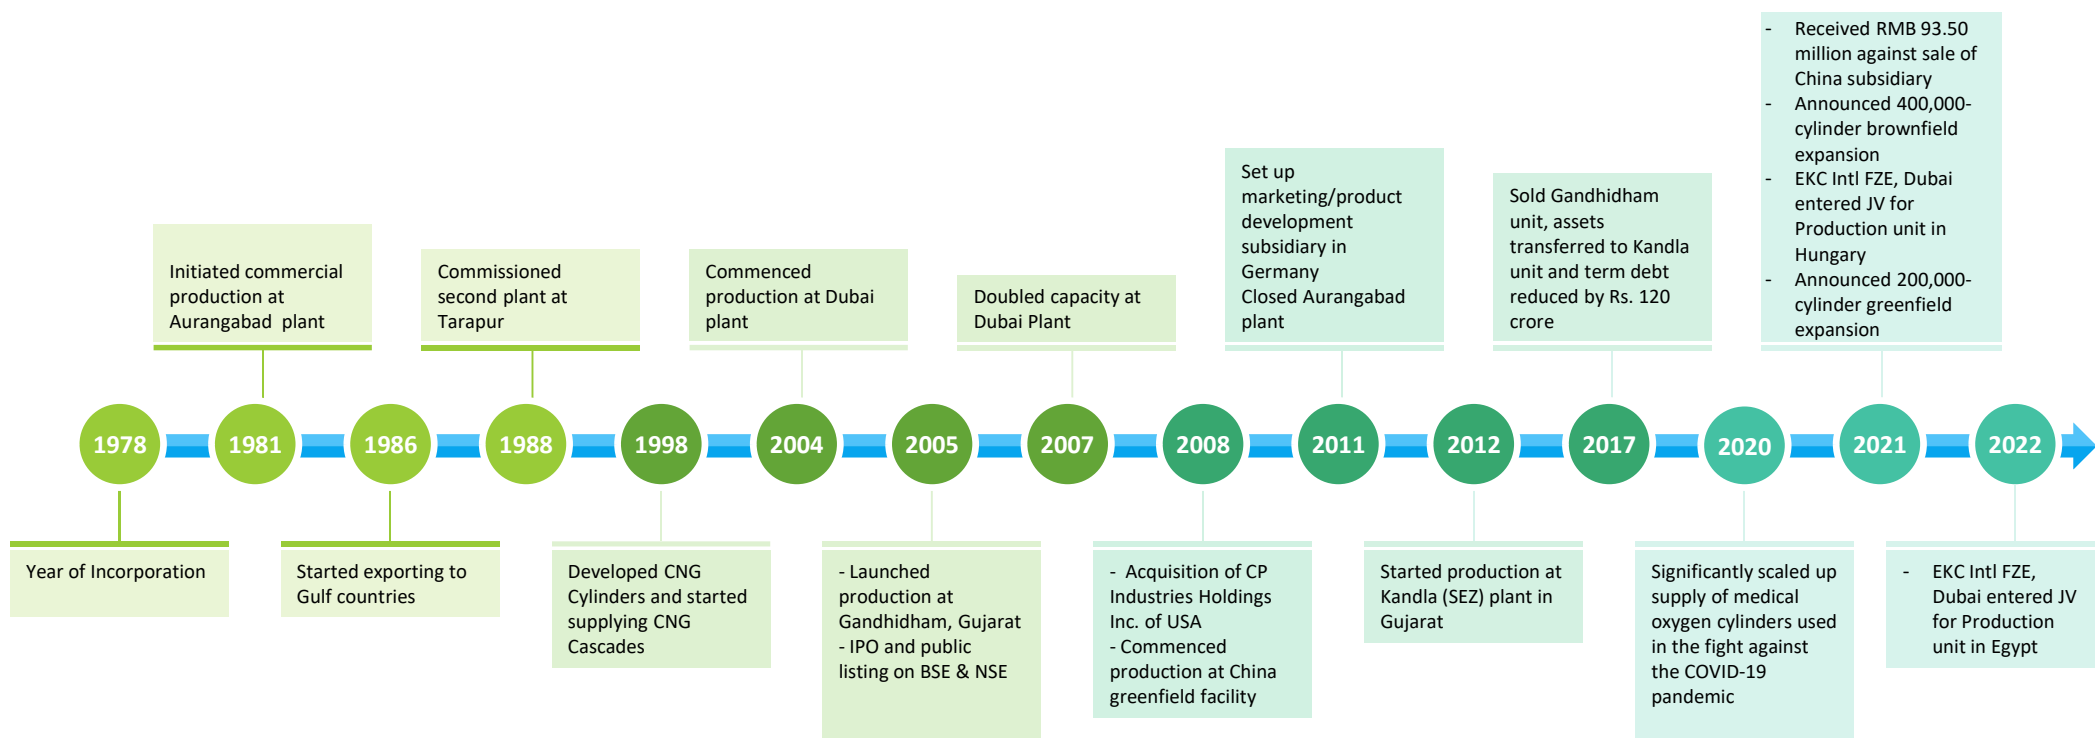 - Received RMB 93.50
million against sale of
China subsidiary
- Announced 400,000-
cylinder brownfield
expansion
- EKC Intl FZE, Dubai
entered JV for
Production unit in
Hungary
- Announced 200,000-
cylinder greenfield
expansion
Set up
marketing/product
development
subsidiary in
Germany
Closed Aurangabad
plant
Sold Gandhidham
unit, assets
transferred to Kandla
unit and term debt
reduced by Rs. 120
crore
Initiated commercial
production at
Aurangabad plant
Commissioned
second plant at
Tarapur
Commenced
production at Dubai
plant
Doubled capacity at
Dubai Plant
1978 1981 1986 1988 1998 2004 2005 2007 2008 2011 2012 2017 2020 2021 2022
Year of Incorporation
Started exporting to
Gulf countries
Developed CNG
Cylinders and started
supplying CNG
Cascades
- Launched
production at
Gandhidham, Gujarat
- IPO and public
listing on BSE & NSE
- Acquisition of CP
Industries Holdings
Inc. of USA
- Commenced
production at China
greenfield facility
Started production at
Kandla (SEZ) plant in
Gujarat
Significantly scaled up
supply of medical
oxygen cylinders used
in the fight against
the COVID-19
pandemic
- EKC Intl FZE,
Dubai entered JV
for Production
unit in Egypt